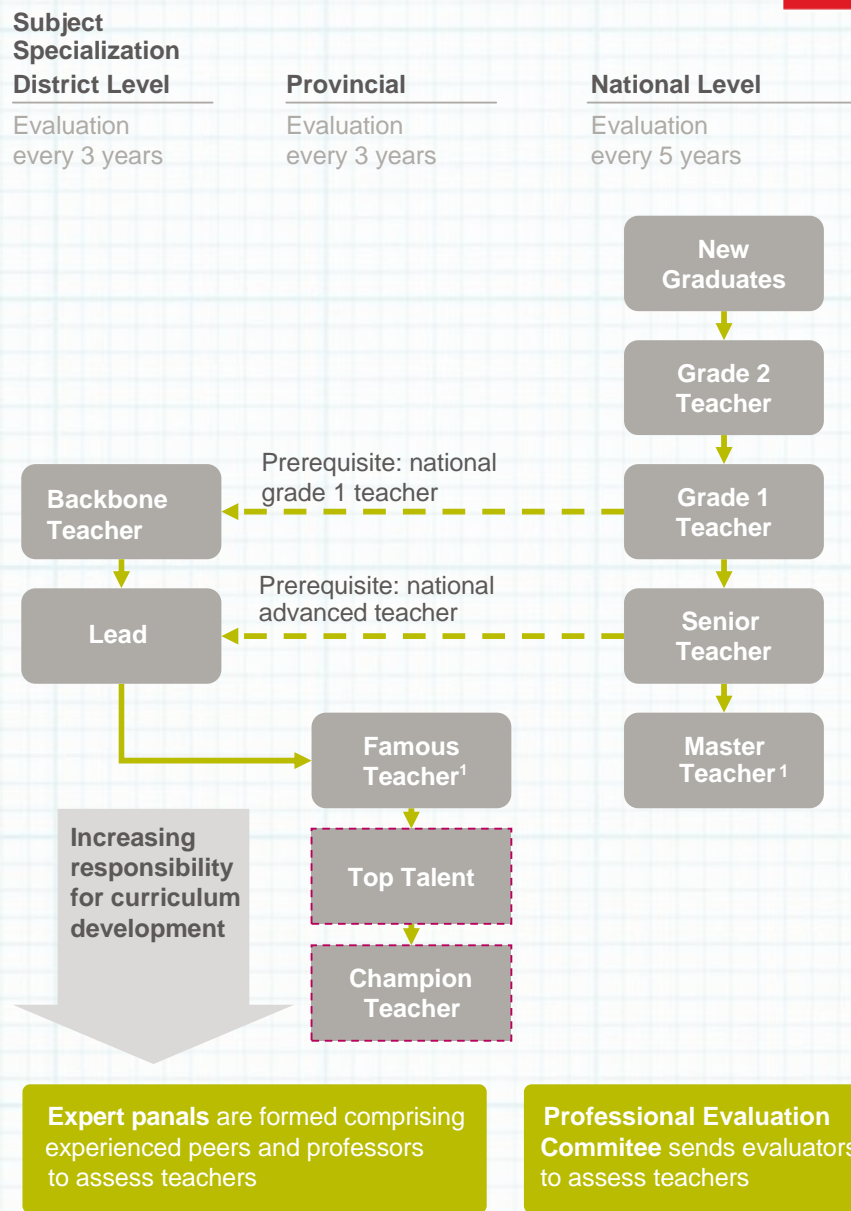 Subject
Specialization
District Level
Provincial
National Level
Evaluation
every 3 years
Evaluation
every 3 years
Evaluation
every 5 years
New
Graduates
Grade 2
Teacher
Prerequisite: national
grade 1 teacher
Backbone
Teacher
Grade 1
Teacher
Prerequisite: national
advanced teacher
Lead
Senior
Teacher
Famous
Teacher1
Master
Teacher1
Increasing
responsibility
for curriculum
development
Top Talent
Champion
Teacher
Expert panals are formed comprising
experienced peers and professors
to assess teachers
Professional Evaluation
Commitee sends evaluators
to assess teachers